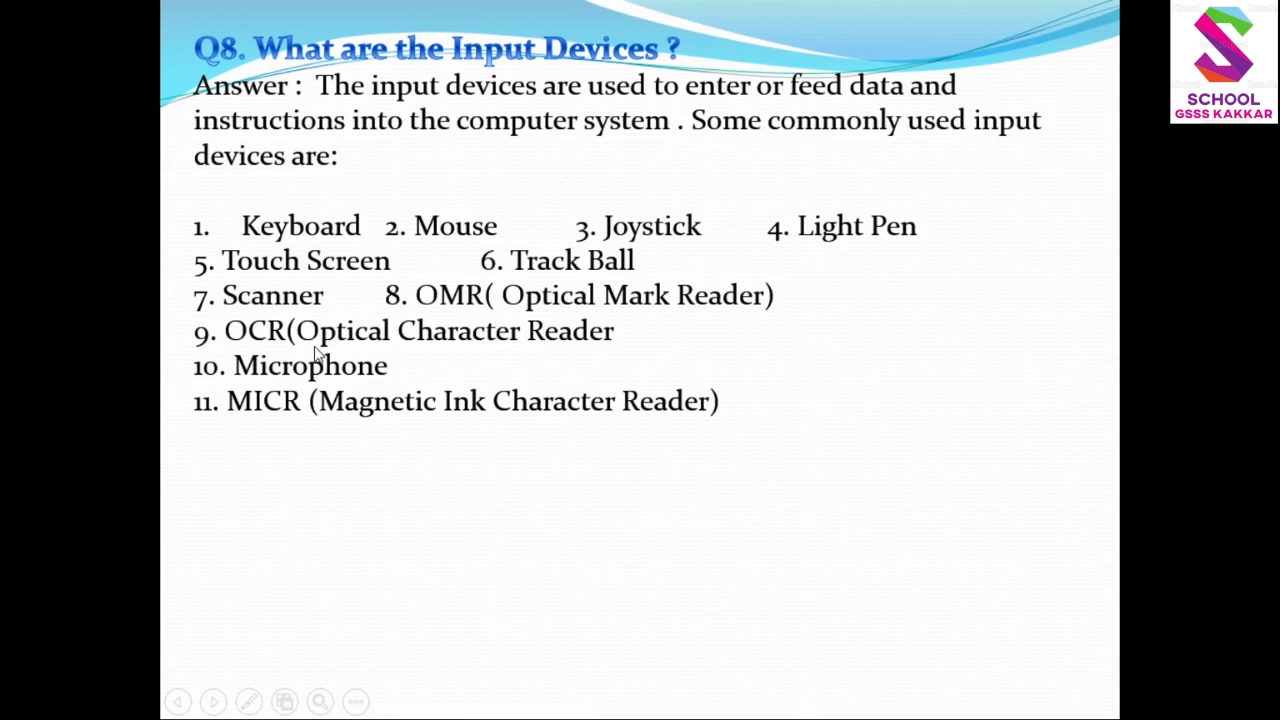 Q8. What are the Input Devices ?
Answer :  The input devices are used to enter or feed data and
instructions into the computer system . Some commonly used input
devices are:
1.    Keyboard   2. Mouse          3. Joystick        4. Light Pen
5. Touch Screen           6. Track Ball
7. Scanner       8. OMR( Optical Mark Reader)
9. OCR(Optical Character Reader
10. Microphone
11. MICR (Magnetic Ink Character Reader)
SCHOOL
GSSS KAKKAR